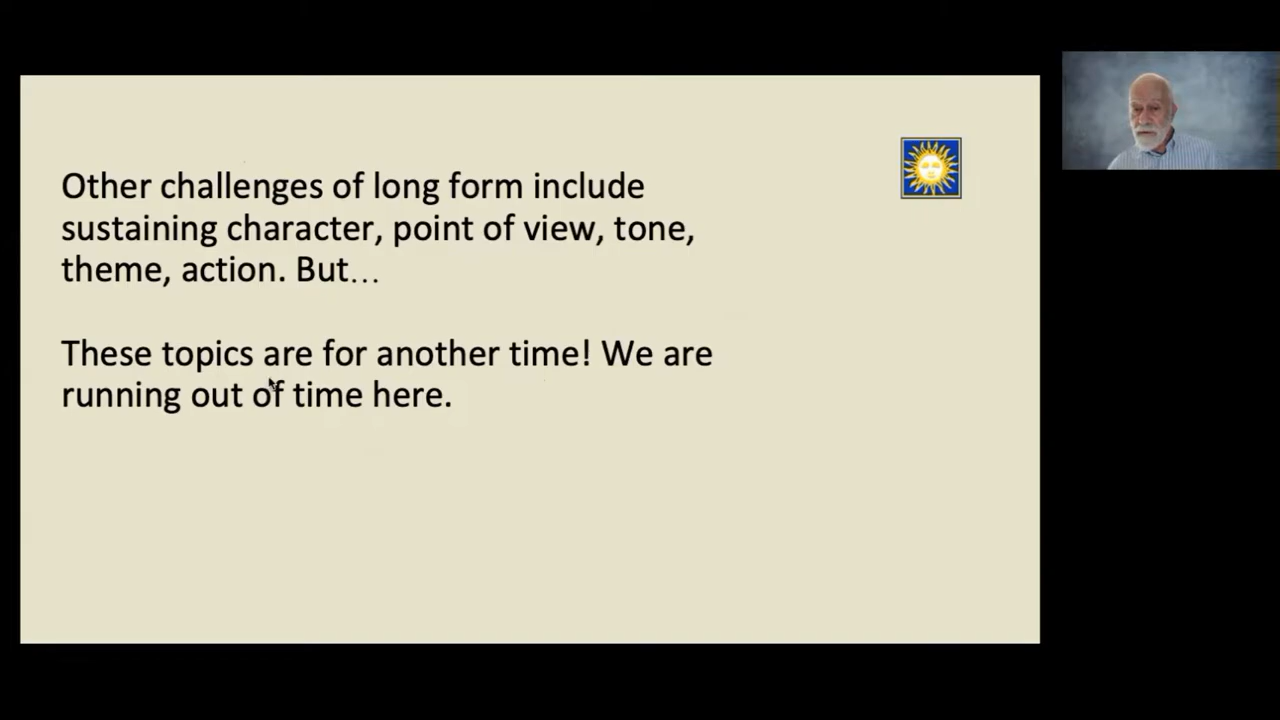 Other challenges of long form include
sustaining character, point of view, tone,
theme, action. But…
These topics are for another time! We are
running out of time here.